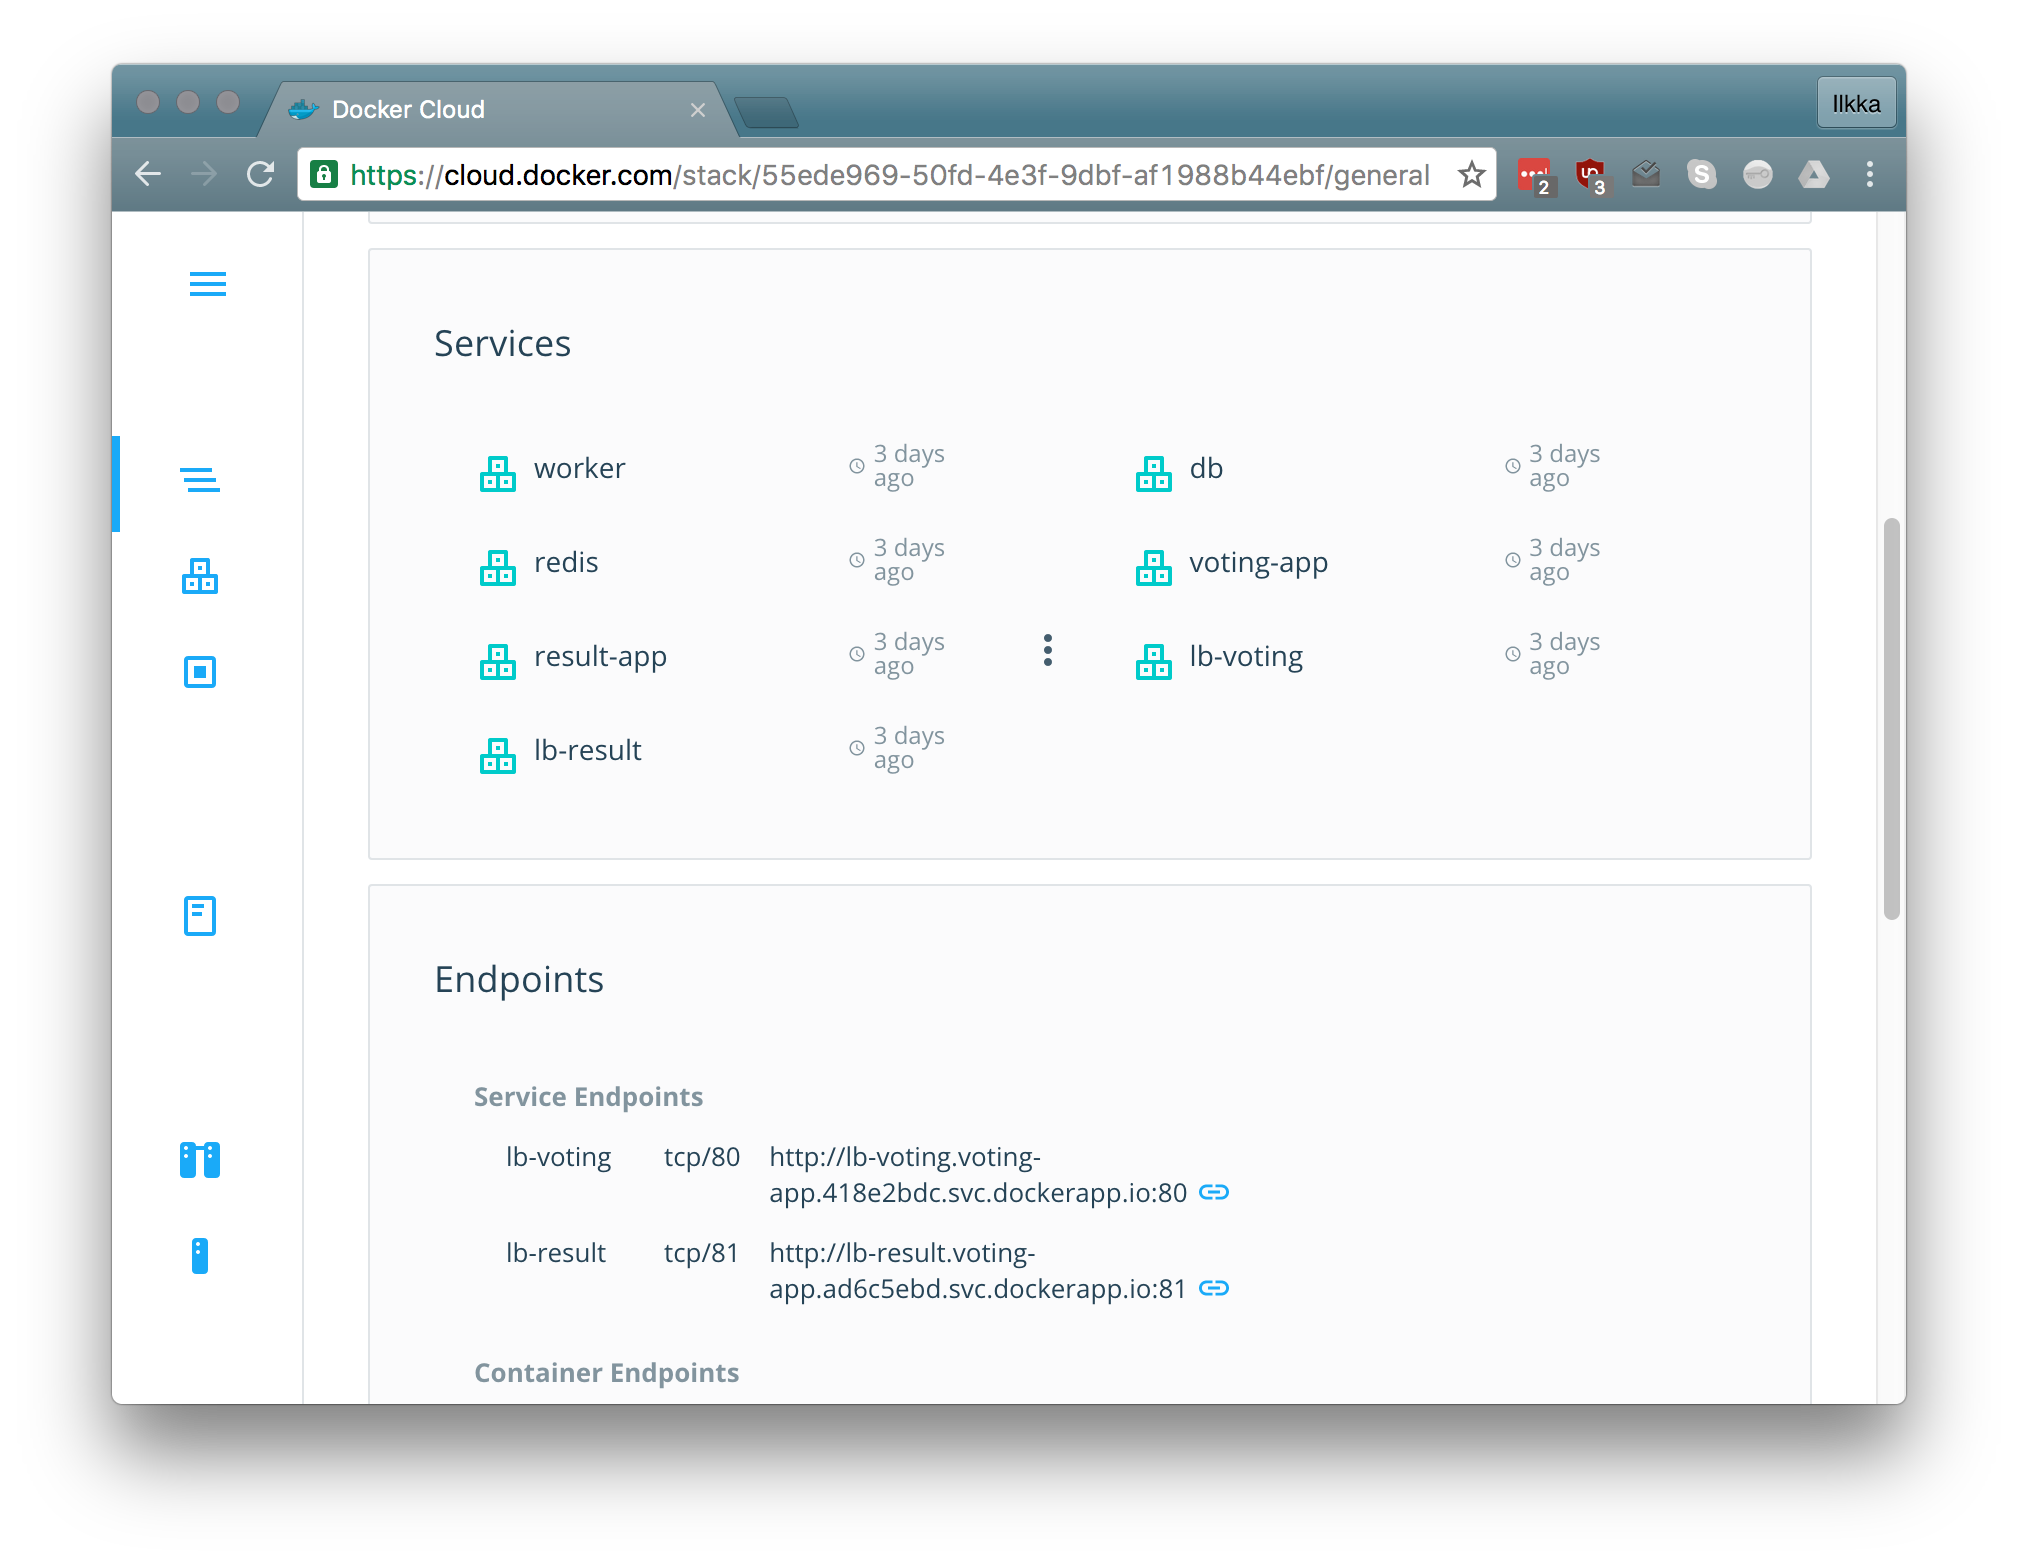 Docker Cloud
Ilkka
https://cloud.docker.com/stack/55ede969-50fd-4e3f-9dbf-af1988b44ebf/general
2
3
S
Services
worker
3 days
ago
db
3 days
ago
redis
3 days
ago
voting-app
3 days
ago
result-app
3 days
ago
lb-voting
3 days
ago
lb-result
3 days
ago
Endpoints
Service Endpoints
lb-voting tcp/80 http://lb-voting.voting-
app.418e2bdc.svc.dockerapp.io:80
lb-result tcp/81 http://lb-result.voting-
app.ad6c5ebd.svc.dockerapp.io:81
Container Endpoints